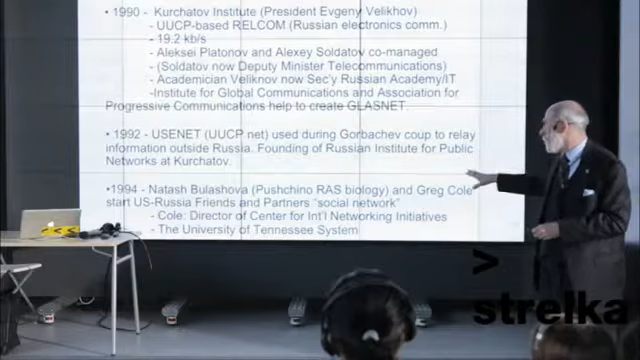 • 1990 - Kurchatov Institute (President Evgeny Velikhov)
- UUCP-based RELCOM (Russian electronics comm.)
- 19.2 kb/s
- Aleksei Platonov and Alexey Soldatov co-managed
- (Soldatov now Deputy Minister Telecommunications)
- Academician Veliknov now Sec'y Russian Academy/IT
-Institute for Global Communications and Association for
Progressive Communications help to create GLASNET.
• 1992 - USENET (UUCP net) used during Gorbachev coup to relay
information outside Russia. Founding of Russian Institute for Public
Networks at Kurchatov.
•1994 - Natash Bulashova (Pushchino RAS biology) and Greg Cole
start US-Russia Friends and Partners "social network"
- Cole: Director of Center for Int'l Networking Initiatives
- The University of Tennessee System
>
strelka